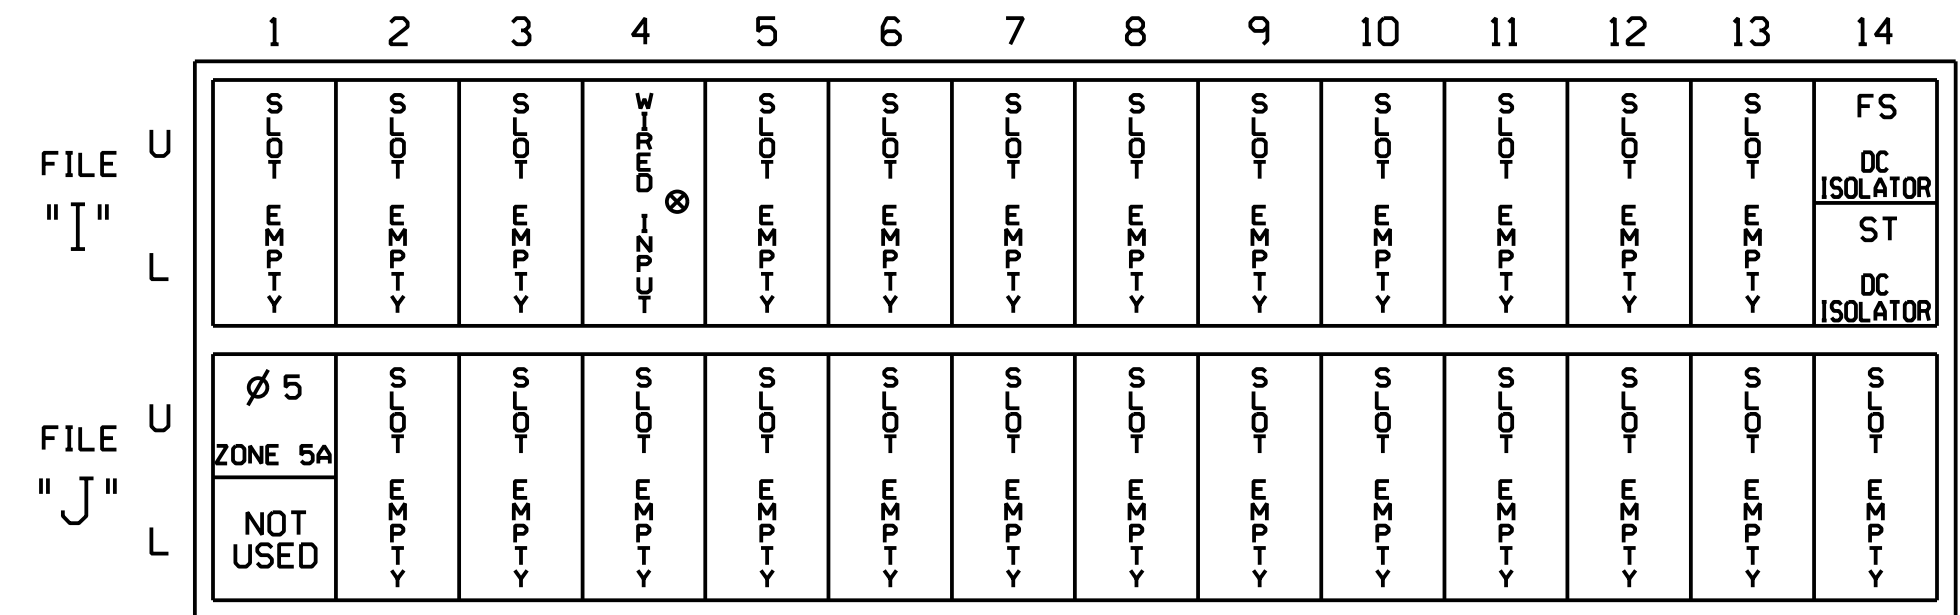 1 2 3 4 5 6 7 8 9 10 11 12 13 14
FILE
"I"
U
L
SLOT EMPTY
SLOT EMPTY
SLOT EMPTY
WIRED INPUT
SLOT EMPTY
SLOT EMPTY
SLOT EMPTY
SLOT EMPTY
SLOT EMPTY
SLOT EMPTY
SLOT EMPTY
SLOT EMPTY
SLOT EMPTY
FS
DC
ISOLATOR
ST
DC
ISOLATOR
FILE
"J"
U
L
Ø 5
ZONE 5A
NOT
USED
SLOT EMPTY
SLOT EMPTY
SLOT EMPTY
SLOT EMPTY
SLOT EMPTY
SLOT EMPTY
SLOT EMPTY
SLOT EMPTY
SLOT EMPTY
SLOT EMPTY
SLOT EMPTY
SLOT EMPTY
SLOT EMPTY